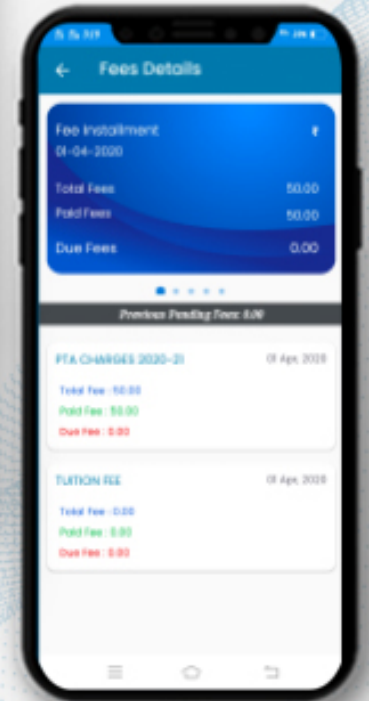 Fees Details
Fee Installment ₹
01-04-2020
Total Fees 50.00
Paid Fees 50.00
Due Fees 0.00
Previous Pending Fees: 0.00
PTA CHARGES 2020-21 01 Apr, 2020
Total Fee : 50.00
Paid Fee : 50.00
Due Fee : 0.00
TUITION FEE 01 Apr, 2020
Total Fee : 0.00
Paid Fee : 0.00
Due Fee : 0.00